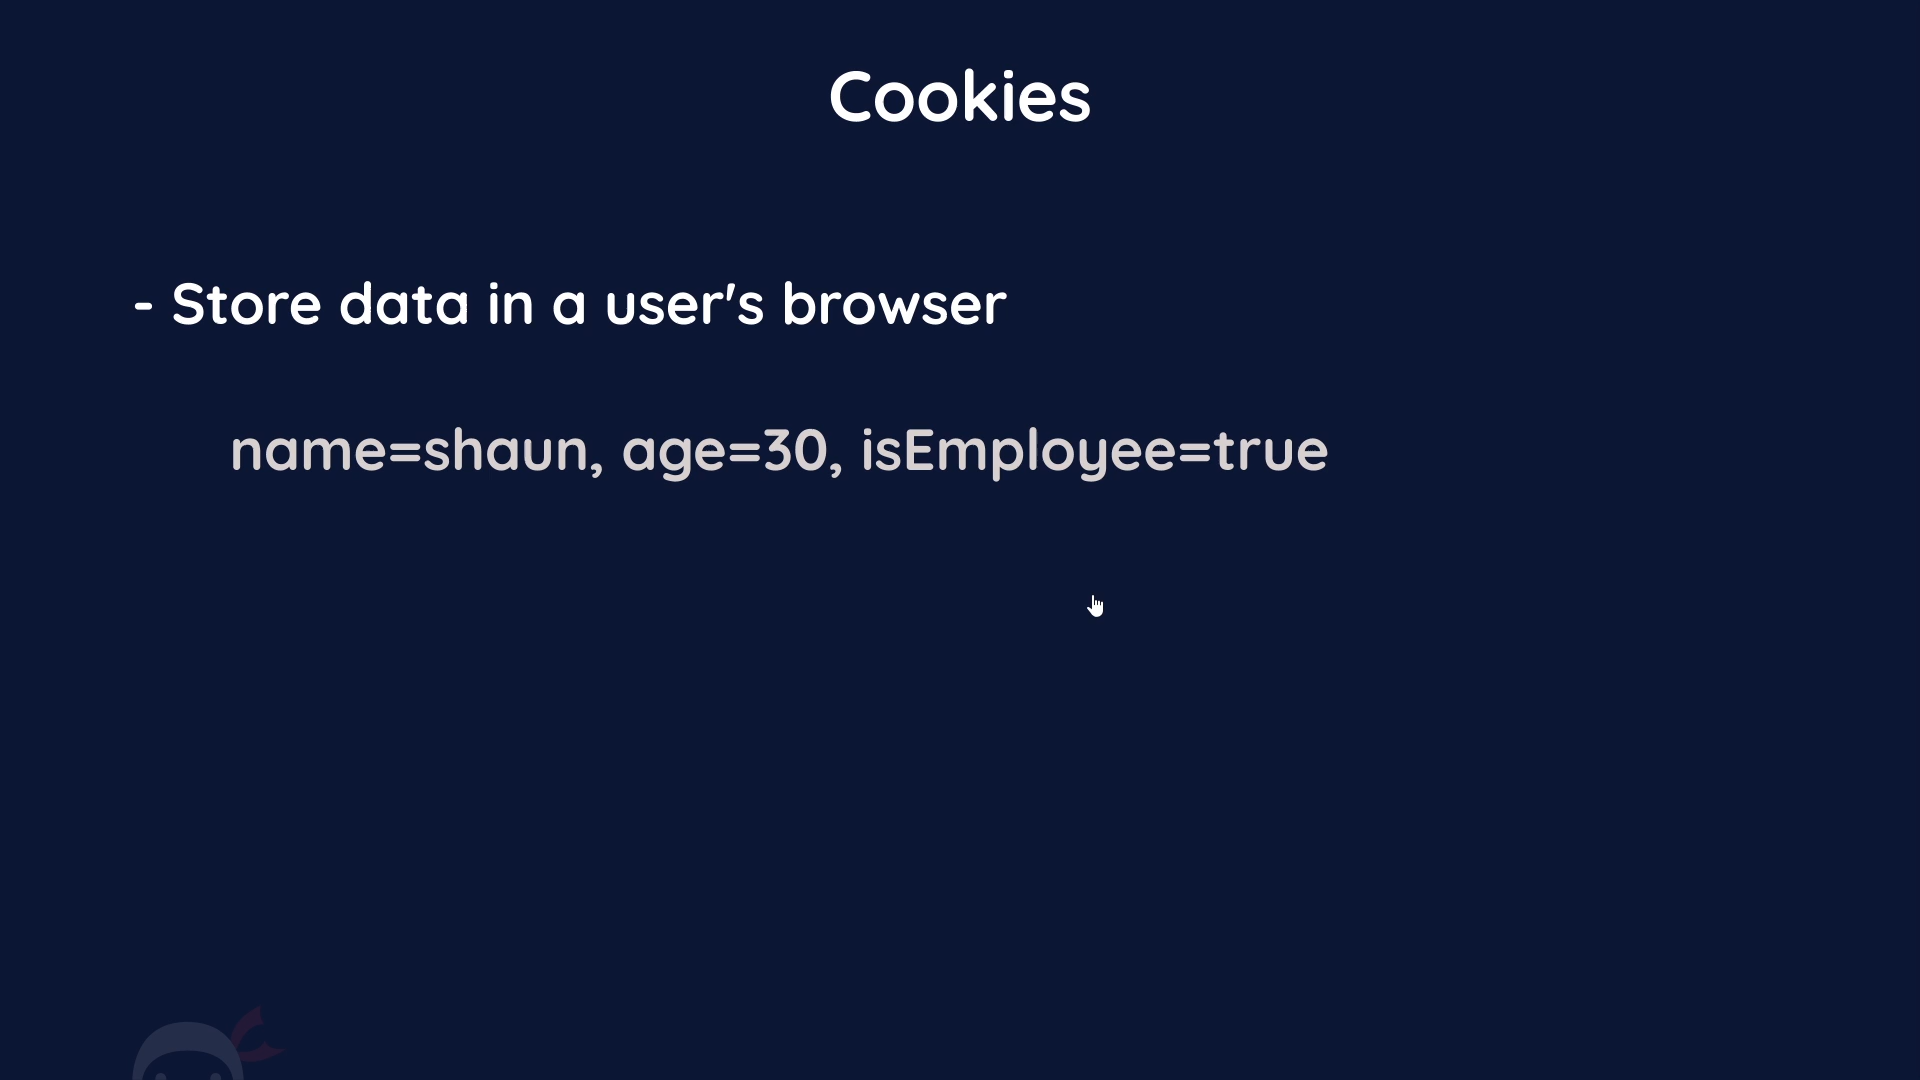 Cookies
- Store data in a user's browser
name=shaun, age=30, isEmployee=true